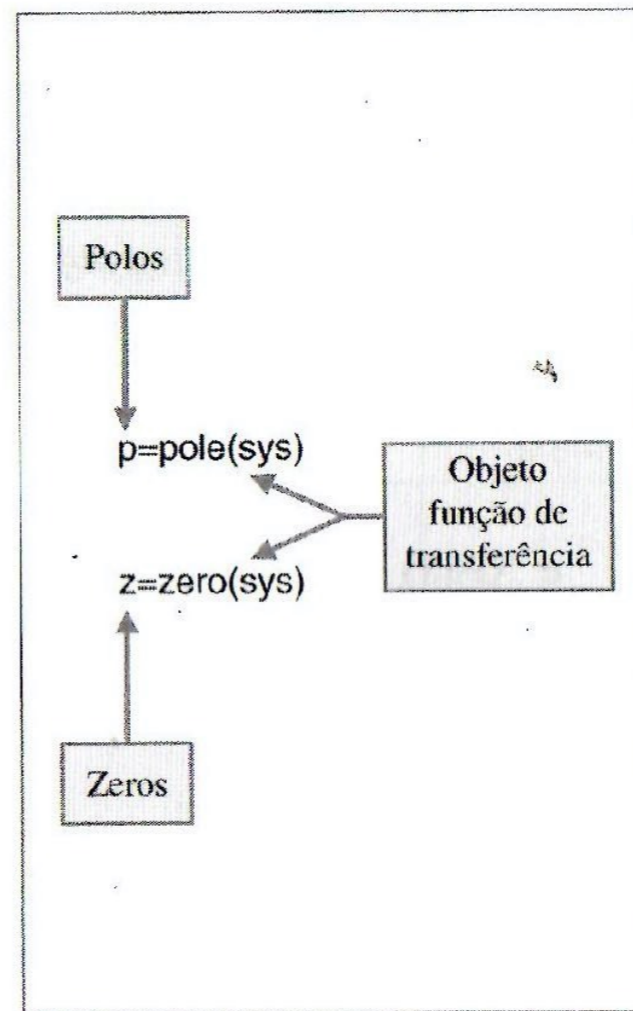 Polos
p=pole(sys)
Objeto
função de
transferência
z=zero(sys)
Zeros